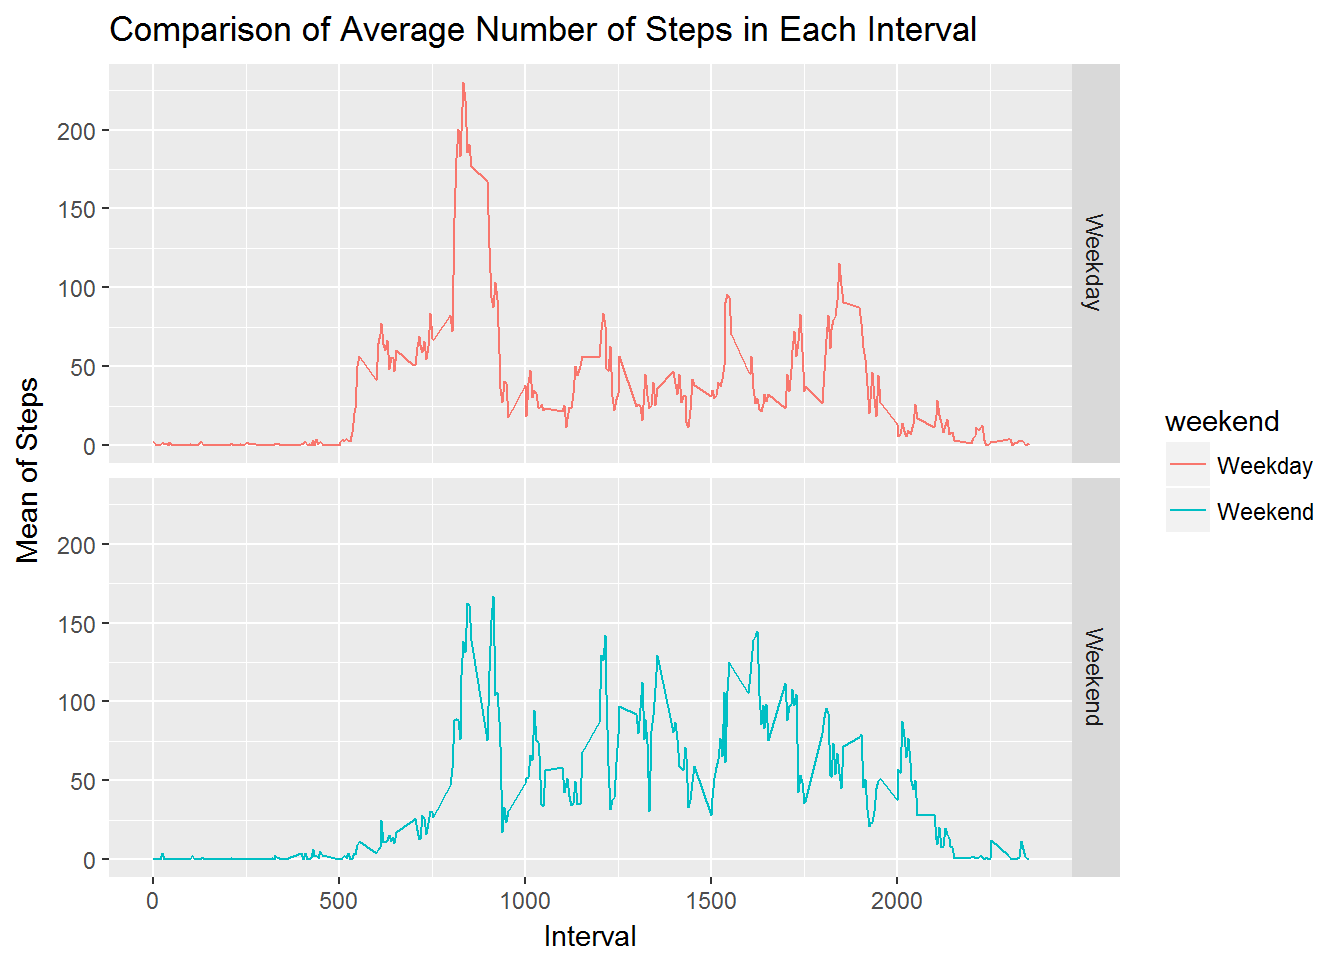 Comparison of Average Number of Steps in Each Interval
Mean of Steps
200
150
100
50
0
Weekday
200
150
100
50
0
Weekend
0 500 1000 1500 2000
Interval
weekend
Weekday
Weekend